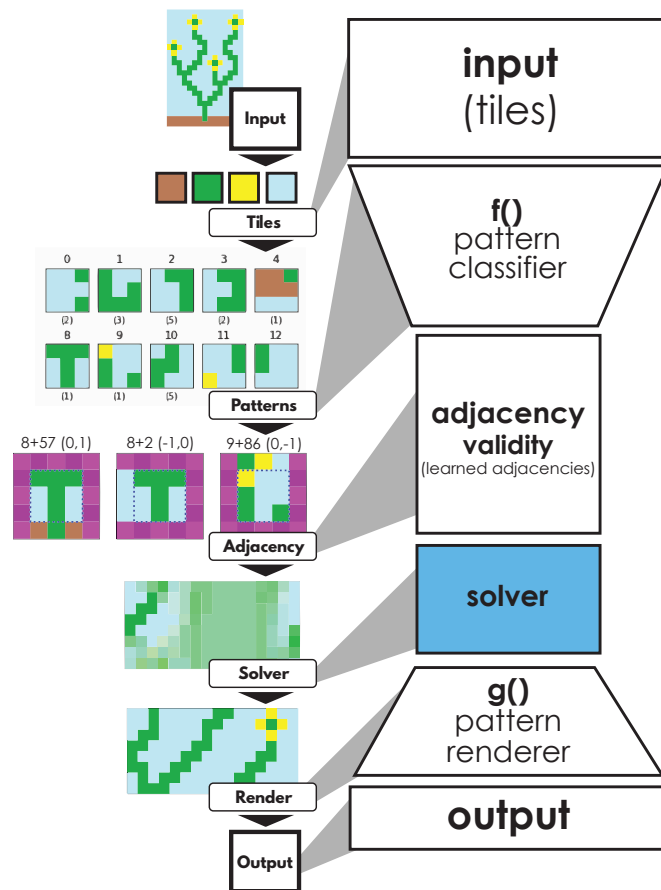 Input
Tiles
0 1 2 3 4
(2) (3) (5) (2) (1)
8 9 10 11 12
(1) (1) (5)
Patterns
8+57 (0,1) 8+2 (-1,0) 9+86 (0,-1)
Adjacency
Solver
Render
Output
input
(tiles)
f()
pattern
classifier
adjacency
validity
(learned adjacencies)
solver
g()
pattern
renderer
output